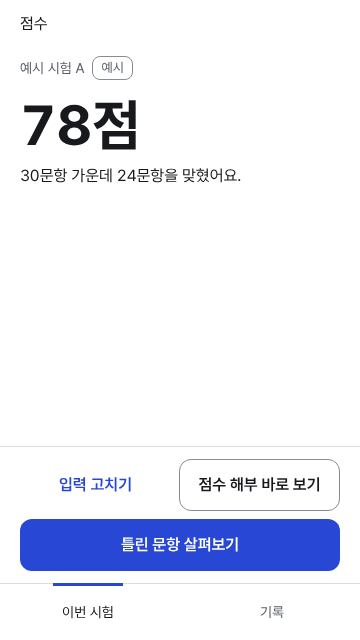 점수
예시 시험 A 예시
78점
30문항 가운데 24문항을 맞혔어요.
입력 고치기 점수 해부 바로 보기
틀린 문항 살펴보기
이번 시험 기록